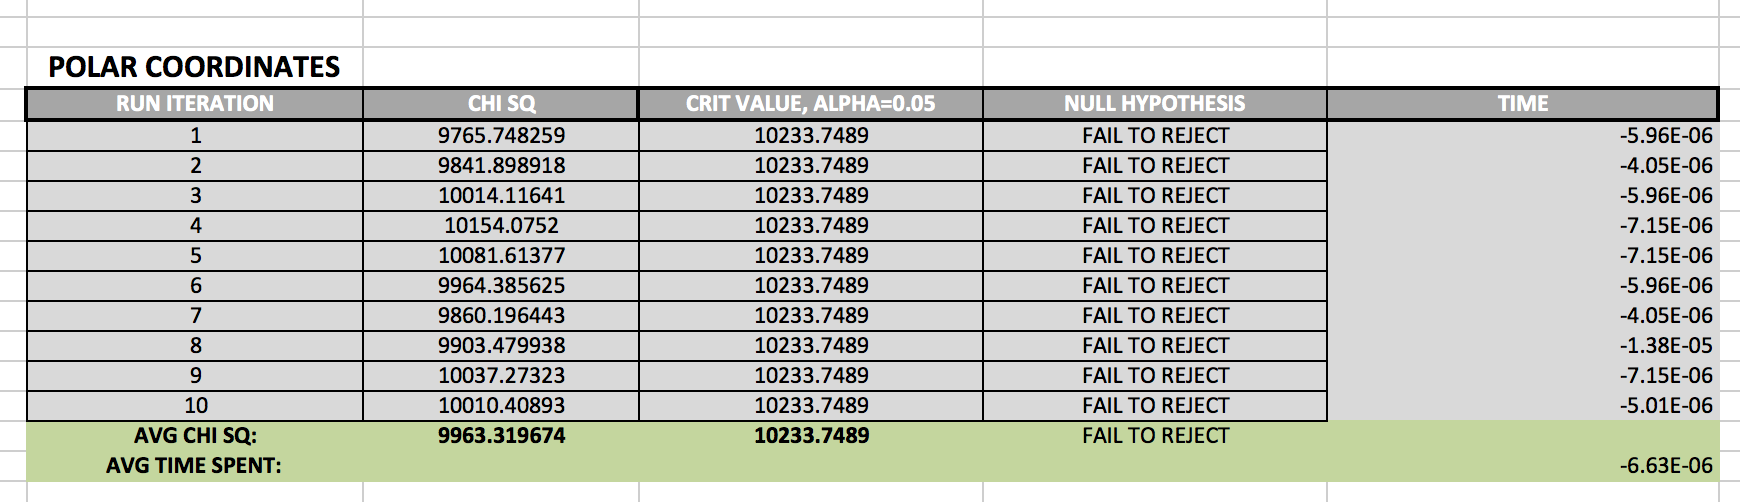 POLAR COORDINATES
RUN ITERATION CHI SQ CRIT VALUE, ALPHA=0.05 NULL HYPOTHESIS TIME
1 9765.748259 10233.7489 FAIL TO REJECT -5.96E-06
2 9841.898918 10233.7489 FAIL TO REJECT -4.05E-06
3 10014.11641 10233.7489 FAIL TO REJECT -5.96E-06
4 10154.0752 10233.7489 FAIL TO REJECT -7.15E-06
5 10081.61377 10233.7489 FAIL TO REJECT -7.15E-06
6 9964.385625 10233.7489 FAIL TO REJECT -5.96E-06
7 9860.196443 10233.7489 FAIL TO REJECT -4.05E-06
8 9903.479938 10233.7489 FAIL TO REJECT -1.38E-05
9 10037.27323 10233.7489 FAIL TO REJECT -7.15E-06
10 10010.40893 10233.7489 FAIL TO REJECT -5.01E-06
AVG CHI SQ: 9963.319674 10233.7489 FAIL TO REJECT
AVG TIME SPENT: -6.63E-06